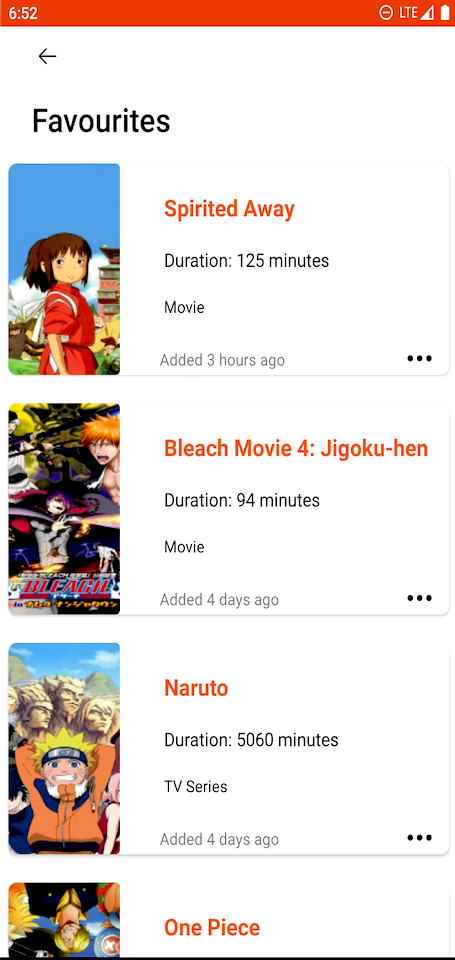 6:52
LTE
Favourites
Spirited Away
Duration: 125 minutes
Movie
Added 3 hours ago
Bleach Movie 4: Jigoku-hen
Duration: 94 minutes
Movie
Added 4 days ago
BLEACH
Naruto
Duration: 5060 minutes
TV Series
Added 4 days ago
One Piece